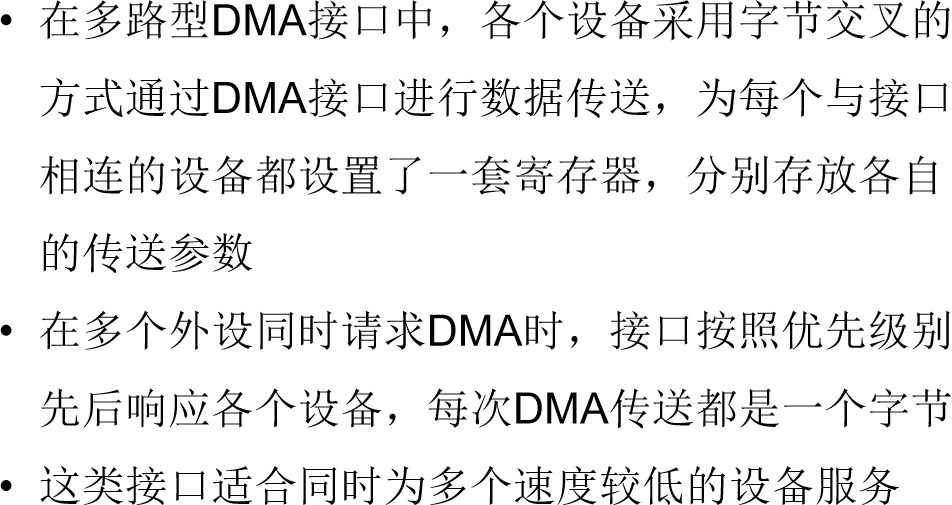 • 在多路型DMA接口中，各个设备采用字节交叉的
方式通过DMA接口进行数据传送，为每个与接口
相连的设备都设置了一套寄存器，分别存放各自
的传送参数
• 在多个外设同时请求DMA时，接口按照优先级别
先后响应各个设备，每次DMA传送都是一个字节
• 这类接口适合同时为多个速度较低的设备服务